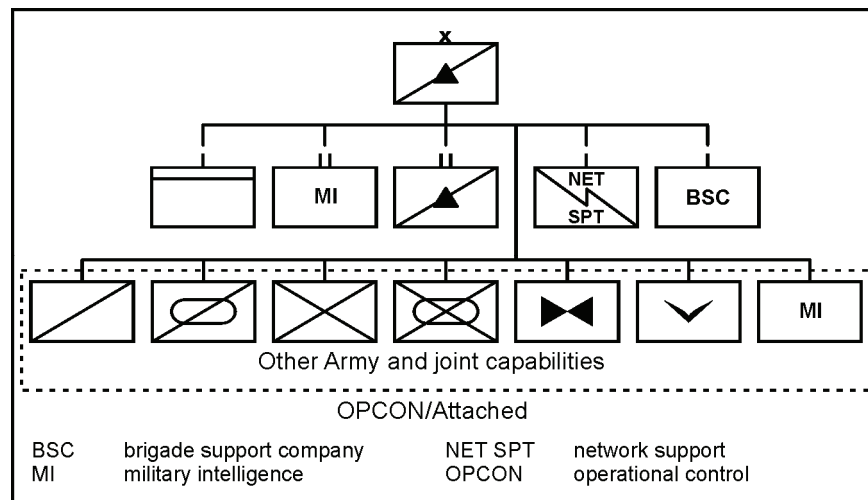 x
MI
NET
SPT
BSC
MI
Other Army and joint capabilities
OPCON/Attached
BSC brigade support company NET SPT network support
MI military intelligence OPCON operational control